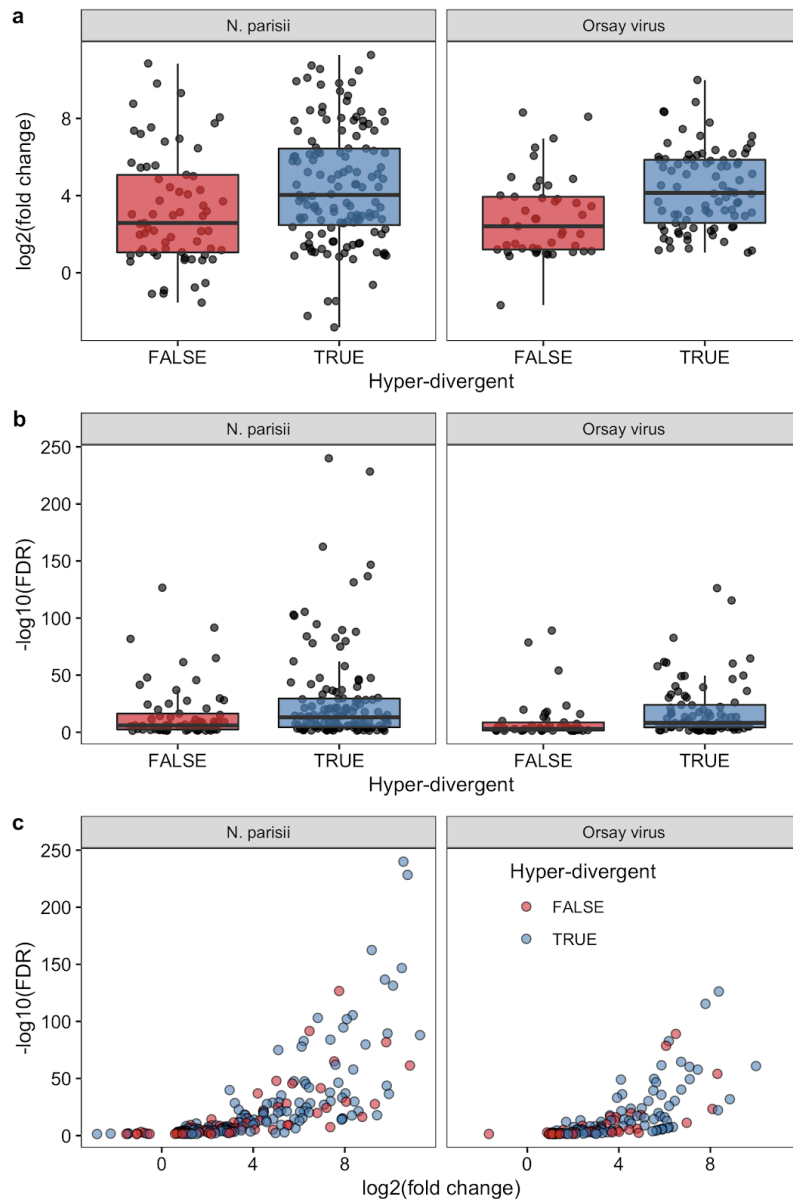 a
N. parisii
Orsay virus
log2(fold change)
8
4
0
FALSE
TRUE
FALSE
TRUE
Hyper-divergent
b
N. parisii
Orsay virus
-log10(FDR)
250
200
150
100
50
0
FALSE
TRUE
FALSE
TRUE
Hyper-divergent
c
N. parisii
Orsay virus
-log10(FDR)
250
200
150
100
50
0
Hyper-divergent
FALSE
TRUE
0
4
8
0
4
8
log2(fold change)